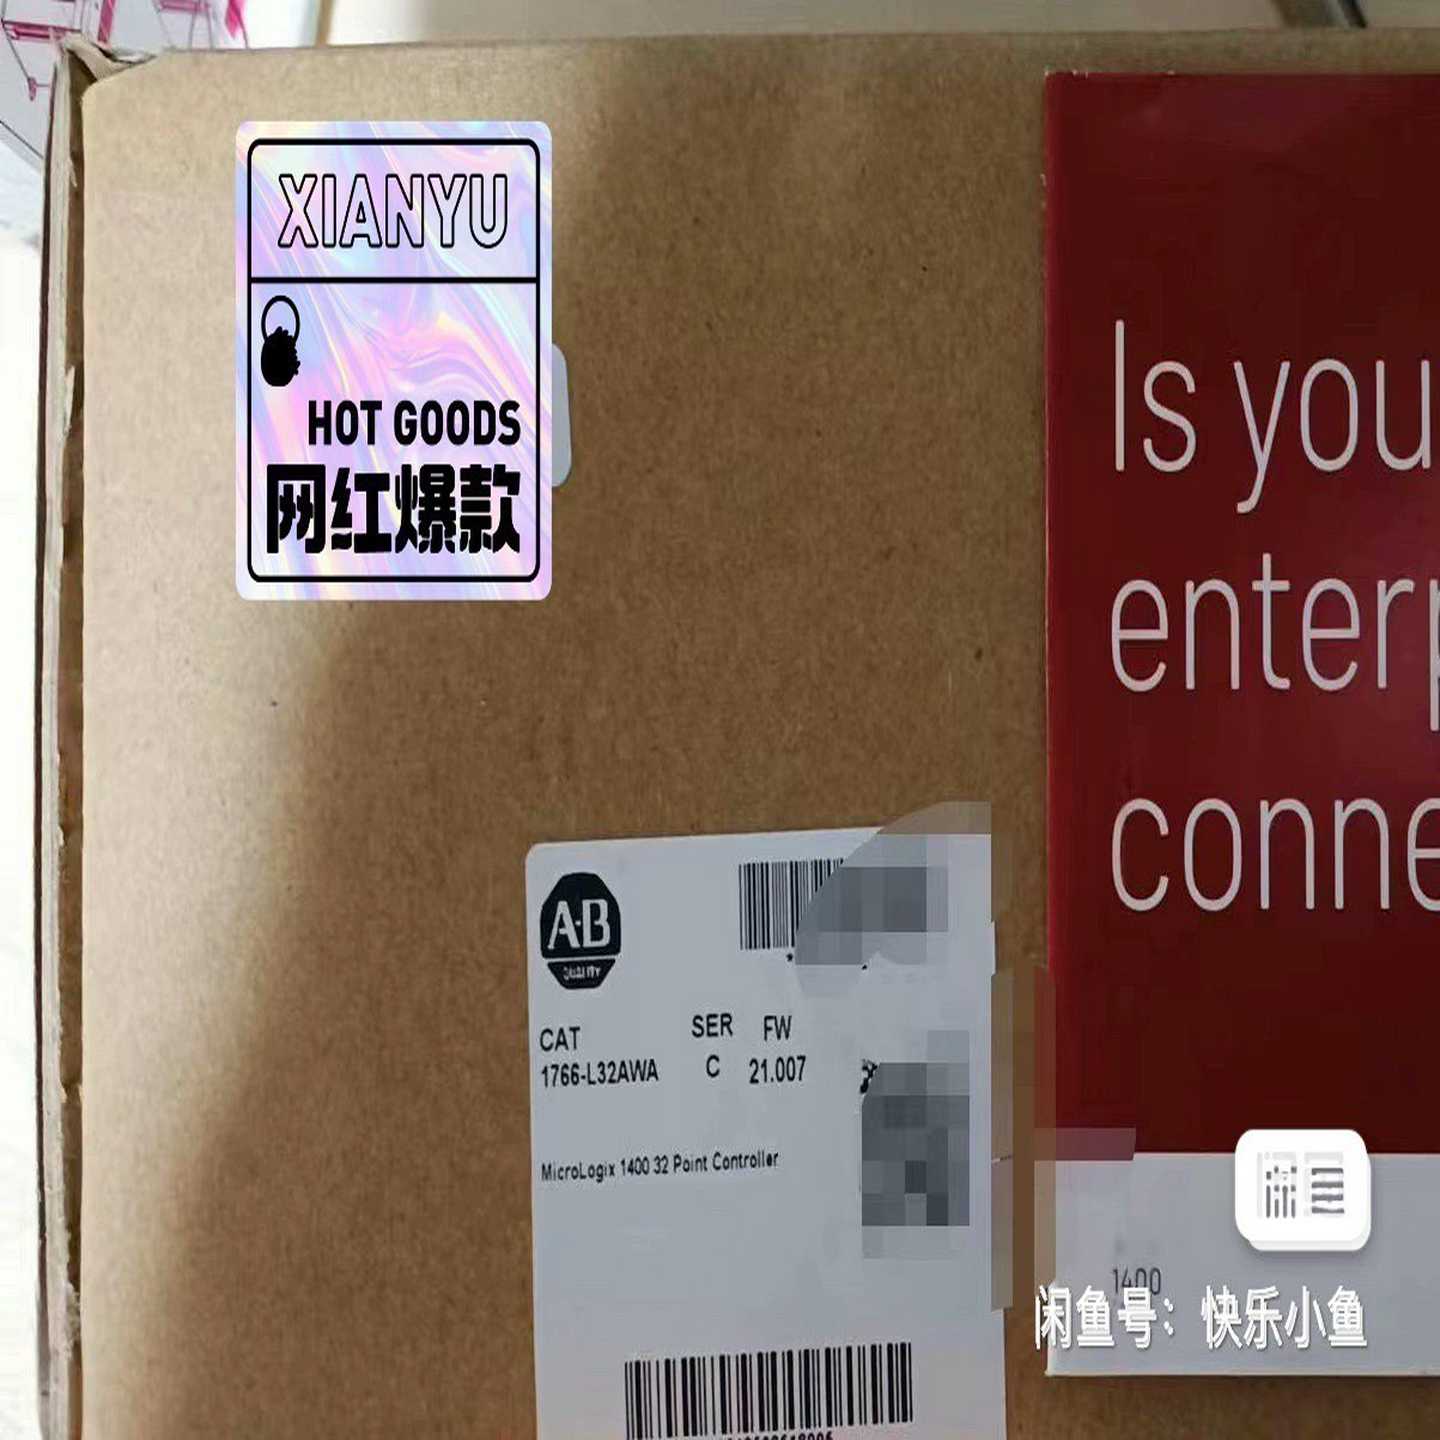 XIANYU
HOT GOODS
网红爆款
Is you
enterp
conne
A·B
QUALITY
CAT
SER
FW
1766-L32AWA
C
21.007
MicroLogix 1400 32 Point Controller
1400
闲鱼号：快乐小鱼